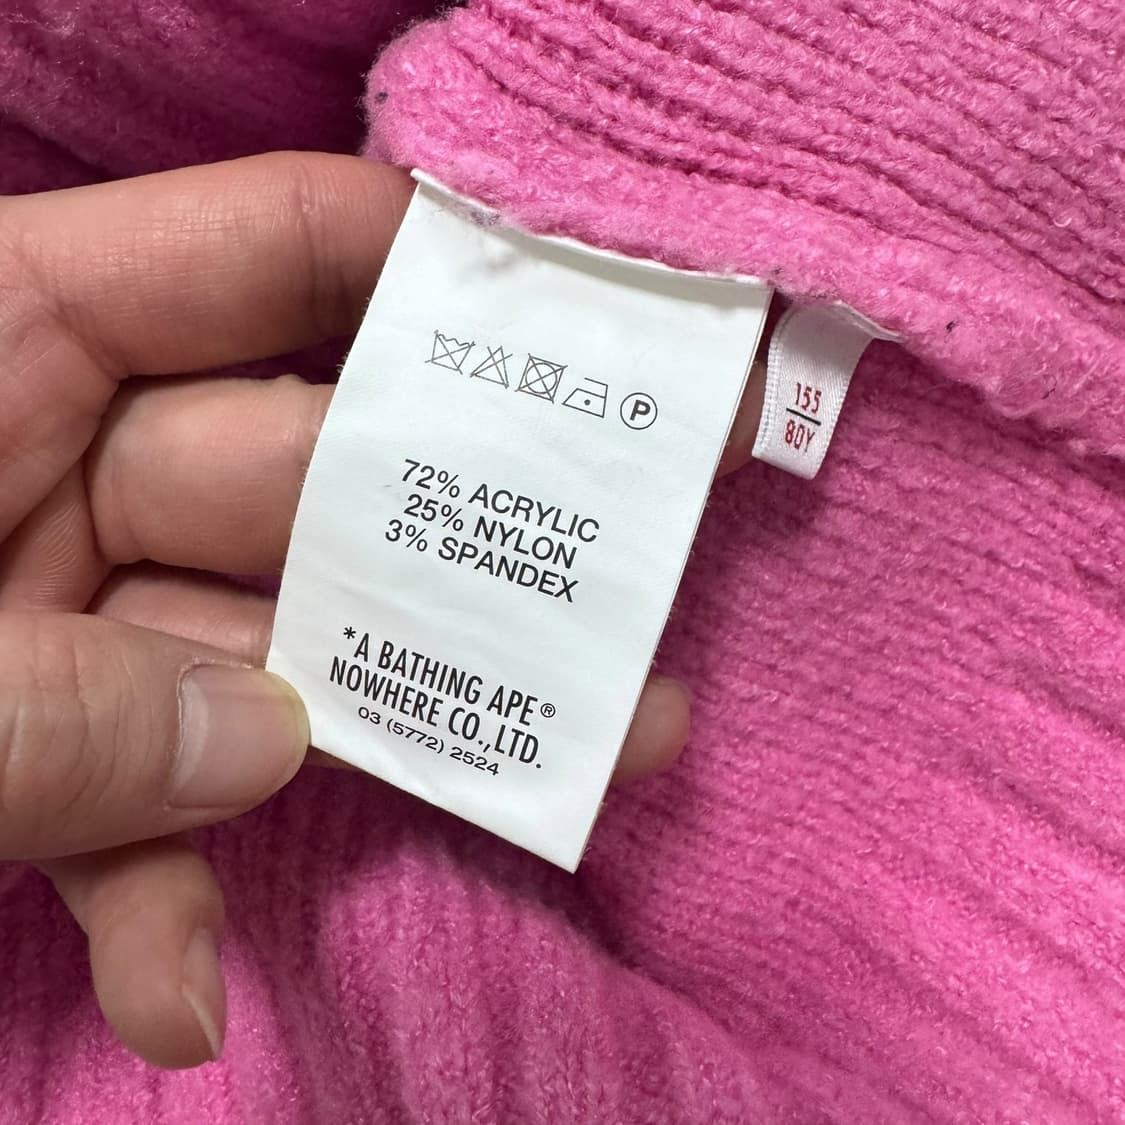 P
72% ACRYLIC
25% NYLON
3% SPANDEX
*A BATHING APE®
NOWHERE CO.,LTD.
03 (5772) 2524
155
80Y